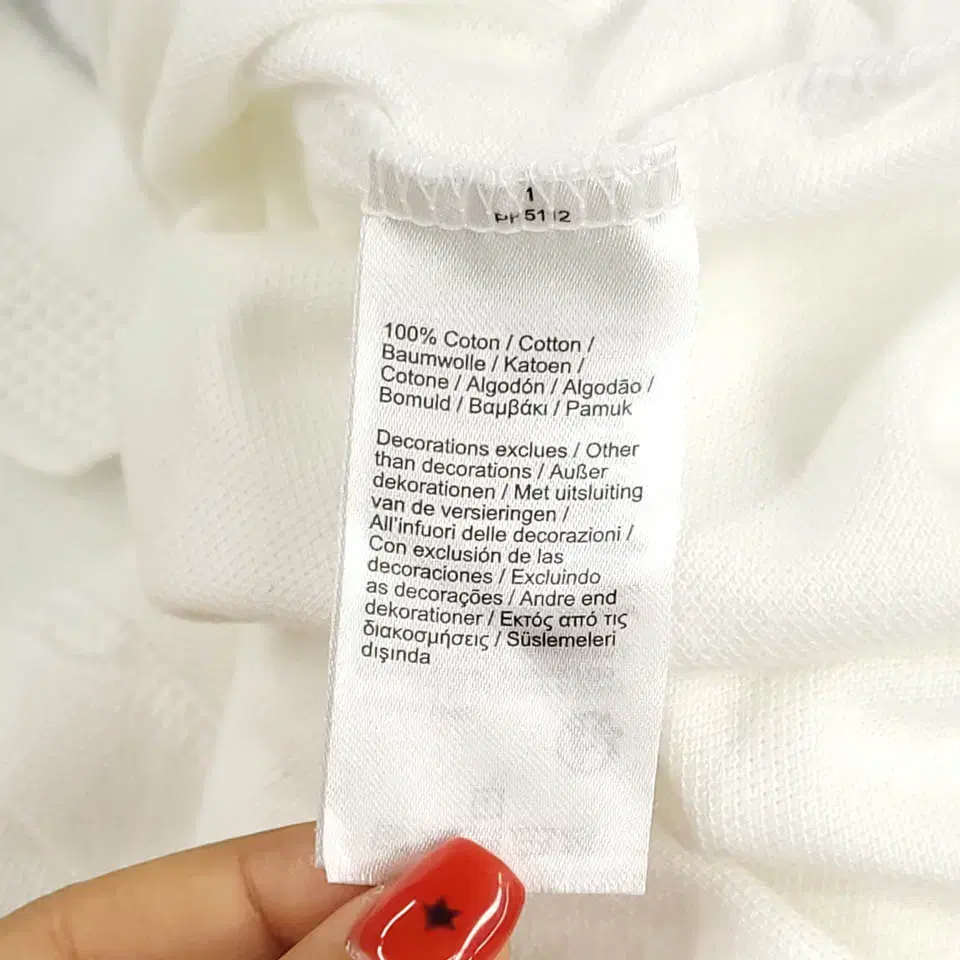 1
5112
100% Coton / Cotton /
Baumwolle / Katoen /
Cotone / Algodón / Algodão /
Bomuld / Βαμβάκι / Pamuk
Decorations exclues / Other
than decorations / Außer
dekorationen / Met uitsluiting
van de versieringen /
All'infuori delle decorazioni /
Con exclusión de las
decoraciones / Excluindo
as decorações / Andre end
dekorationer / Εκτός από τις
διακοσμήσεις / Süslemeleri
dışında